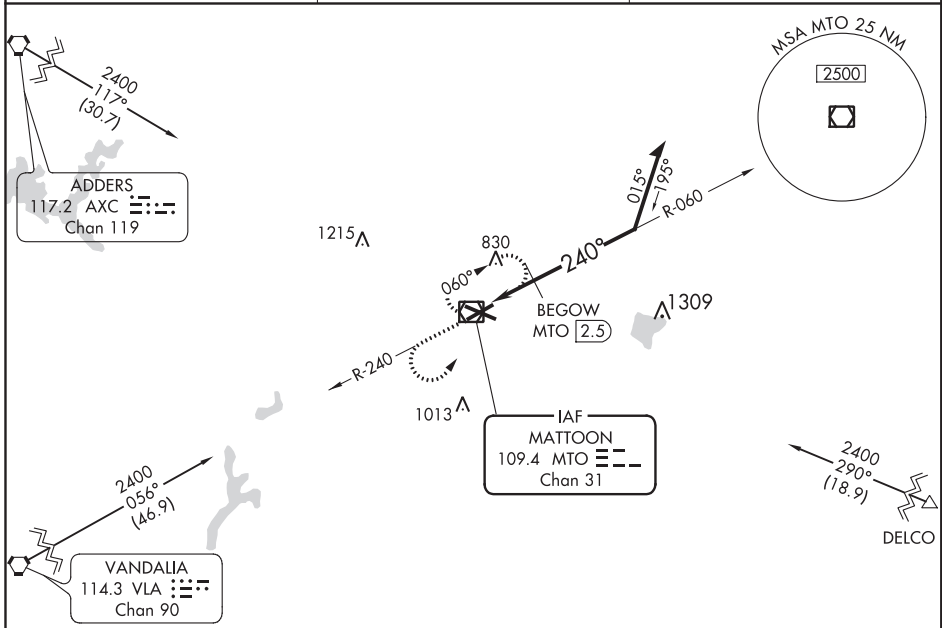 MSA MTO 25 NM
2500
2400
117°
(30.7)
ADDERS
117.2 AXC
Chan 119
015°
195°
R-060
1215
830
240°
060°
BEGOW
MTO 2.5
1309
R-240
1013
IAF
MATTOON
109.4 MTO
Chan 31
2400
056°
(46.9)
2400
290°
(18.9)
DELCO
VANDALIA
114.3 VLA
Chan 90